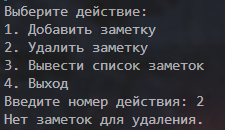 Выберите действие:
1. Добавить заметку
2. Удалить заметку
3. Вывести список заметок
4. Выход
Введите номер действия: 2
Нет заметок для удаления.